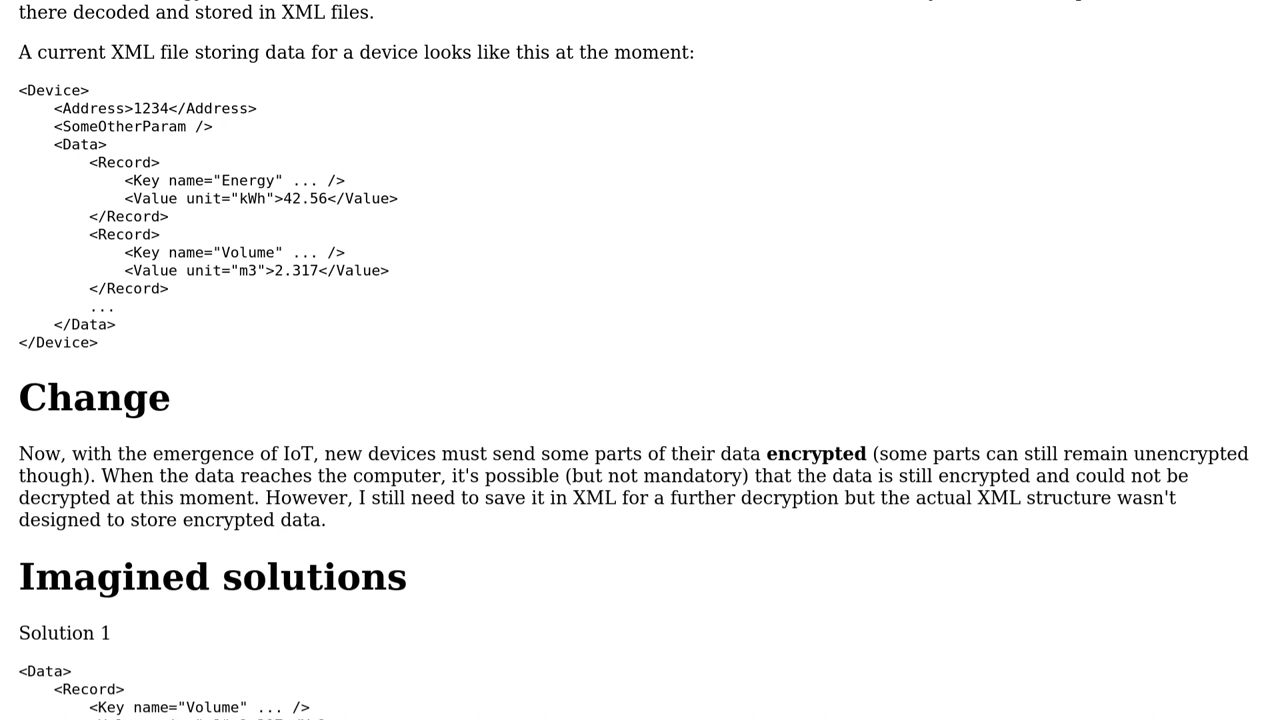 there decoded and stored in XML files.
A current XML file storing data for a device looks like this at the moment:
<Device>
    <Address>1234</Address>
    <SomeOtherParam />
    <Data>
        <Record>
            <Key name="Energy" ... />
            <Value unit="kWh">42.56</Value>
        </Record>
        <Record>
            <Key name="Volume" ... />
            <Value unit="m3">2.317</Value>
        </Record>
        ...
    </Data>
</Device>
Change
Now, with the emergence of IoT, new devices must send some parts of their data encrypted (some parts can still remain unencrypted
though). When the data reaches the computer, it's possible (but not mandatory) that the data is still encrypted and could not be
decrypted at this moment. However, I still need to save it in XML for a further decryption but the actual XML structure wasn't
designed to store encrypted data.
Imagined solutions
Solution 1
<Data>
    <Record>
        <Key name="Volume" ... />